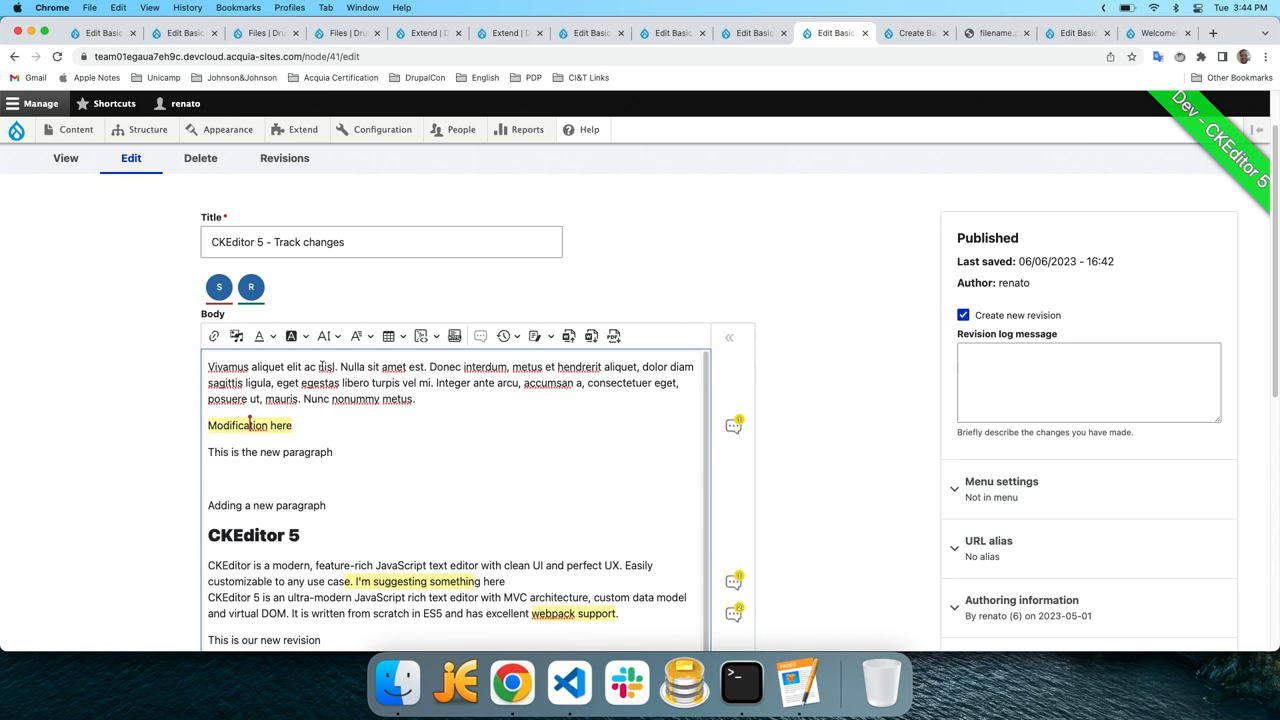 Chrome File Edit View History Bookmarks Profiles Tab Window Help Tue 3:44 PM
Edit Basic Edit Basic Files | Dru Files | Dru Extend | D Extend | D Edit Basic Edit Basic Edit Basic Edit Basic Create Ba filename.p Edit Basic Welcome!
team01egaua7eh9c.devcloud.acquia-sites.com/node/41/edit
Gmail Apple Notes Unicamp Johnson&Johnson Acquia Certification DrupalCon English PDP CI&T Links Other Bookmarks
Manage Shortcuts renato
Content Structure Appearance Extend Configuration People Reports Help
Dev - CKEditor 5
View Edit Delete Revisions
Title*
CKEditor 5 - Track changes
S R
Body
Vivamus aliquet elit ac nisl. Nulla sit amet est. Donec interdum, metus et hendrerit aliquet, dolor diam
sagittis ligula, eget egestas libero turpis vel mi. Integer ante arcu, accumsan a, consectetuer eget,
posuere ut, mauris. Nunc nonummy metus.
Modification here
1
This is the new paragraph
Adding a new paragraph
CKEditor 5
CKEditor is a modern, feature-rich JavaScript text editor with clean UI and perfect UX. Easily
customizable to any use case. I'm suggesting something here
1
CKEditor 5 is an ultra-modern JavaScript rich text editor with MVC architecture, custom data model
and virtual DOM. It is written from scratch in ES5 and has excellent webpack support.
2
This is our new revision
Published
Last saved: 06/06/2023 - 16:42
Author: renato
Create new revision
Revision log message
Briefly describe the changes you have made.
Menu settings
Not in menu
URL alias
No alias
Authoring information
By renato (6) on 2023-05-01
PAGES